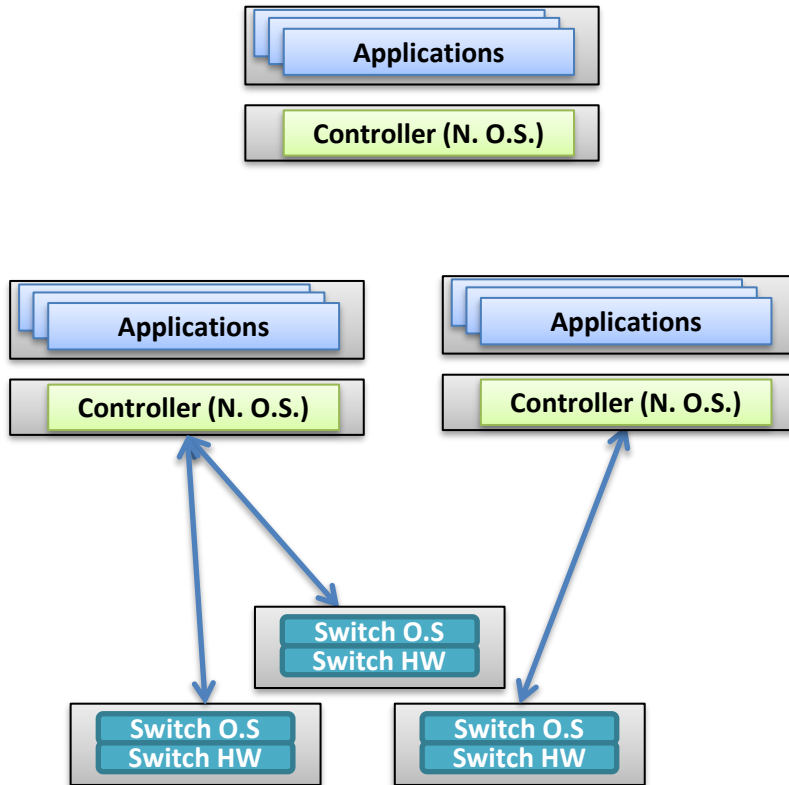 Applications
Controller (N. O.S.)
Applications
Applications
Controller (N. O.S.)
Controller (N. O.S.)
Switch O.S
Switch HW
Switch O.S
Switch HW
Switch O.S
Switch HW